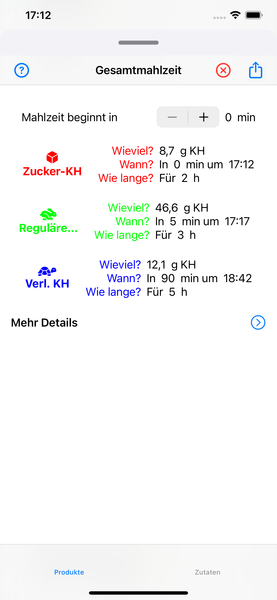 17:12
Gesamtmahlzeit
Mahlzeit beginnt in − + 0 min
Zucker-KH
Wieviel? 8,7 g KH
Wann? In 0 min um 17:12
Wie lange? Für 2 h
Reguläre...
Wieviel? 46,6 g KH
Wann? In 5 min um 17:17
Wie lange? Für 3 h
Verl. KH
Wieviel? 12,1 g KH
Wann? In 90 min um 18:42
Wie lange? Für 5 h
Mehr Details
Produkte Zutaten